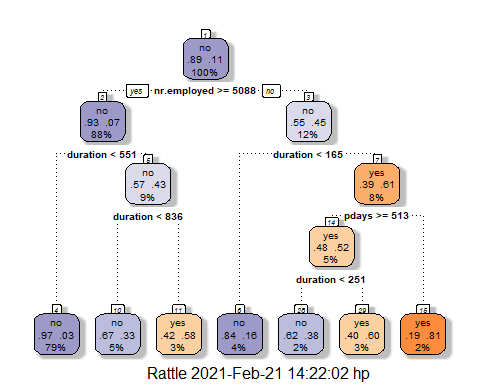 1
no
.89 .11
100%
yes nr.employed >= 5088 no
2
no
.93 .07
88%
3
no
.55 .45
12%
duration < 551
duration < 165
5
no
.57 .43
9%
7
yes
.39 .61
8%
duration < 836
pdays >= 513
14
yes
.48 .52
5%
duration < 251
4
no
.97 .03
79%
10
no
.67 .33
5%
11
yes
.42 .58
3%
6
no
.84 .16
4%
28
no
.62 .38
2%
29
yes
.40 .60
3%
15
yes
.19 .81
2%
Rattle 2021-Feb-21 14:22:02 hp